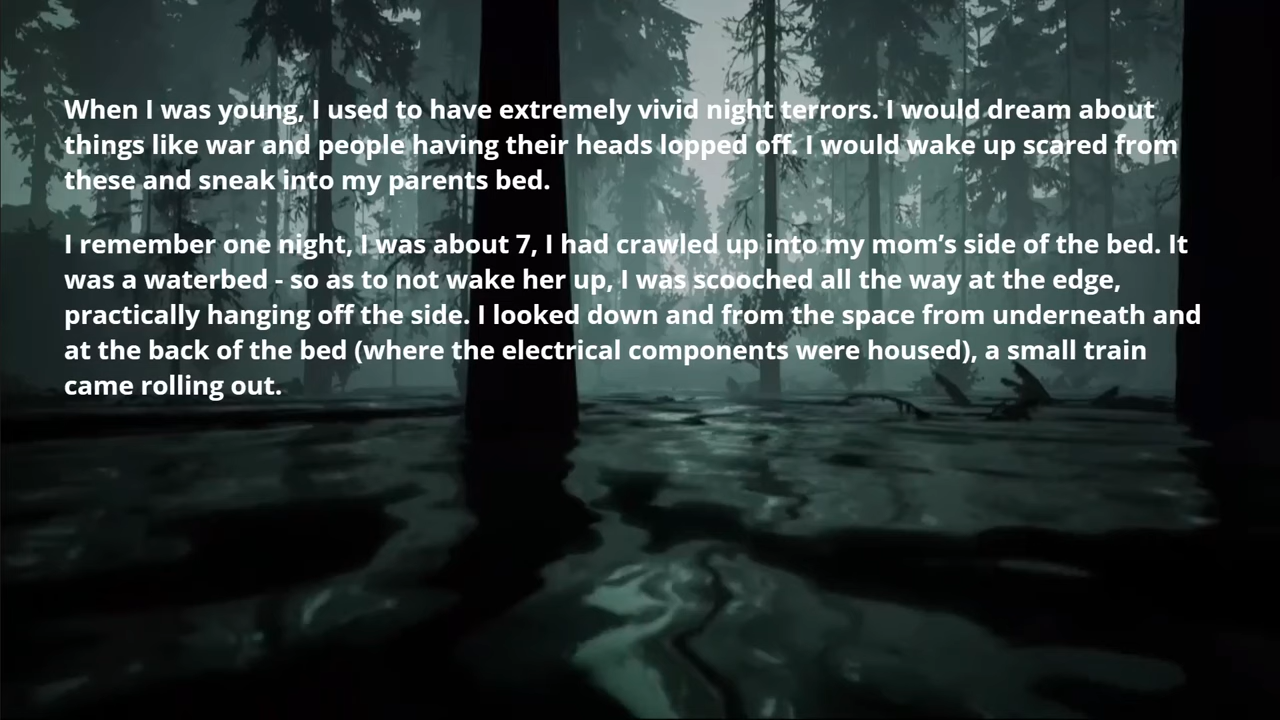 When I was young, I used to have extremely vivid night terrors. I would dream about
things like war and people having their heads lopped off. I would wake up scared from
these and sneak into my parents bed.
I remember one night, I was about 7, I had crawled up into my mom’s side of the bed. It
was a waterbed - so as to not wake her up, I was scooched all the way at the edge,
practically hanging off the side. I looked down and from the space from underneath and
at the back of the bed (where the electrical components were housed), a small train
came rolling out.